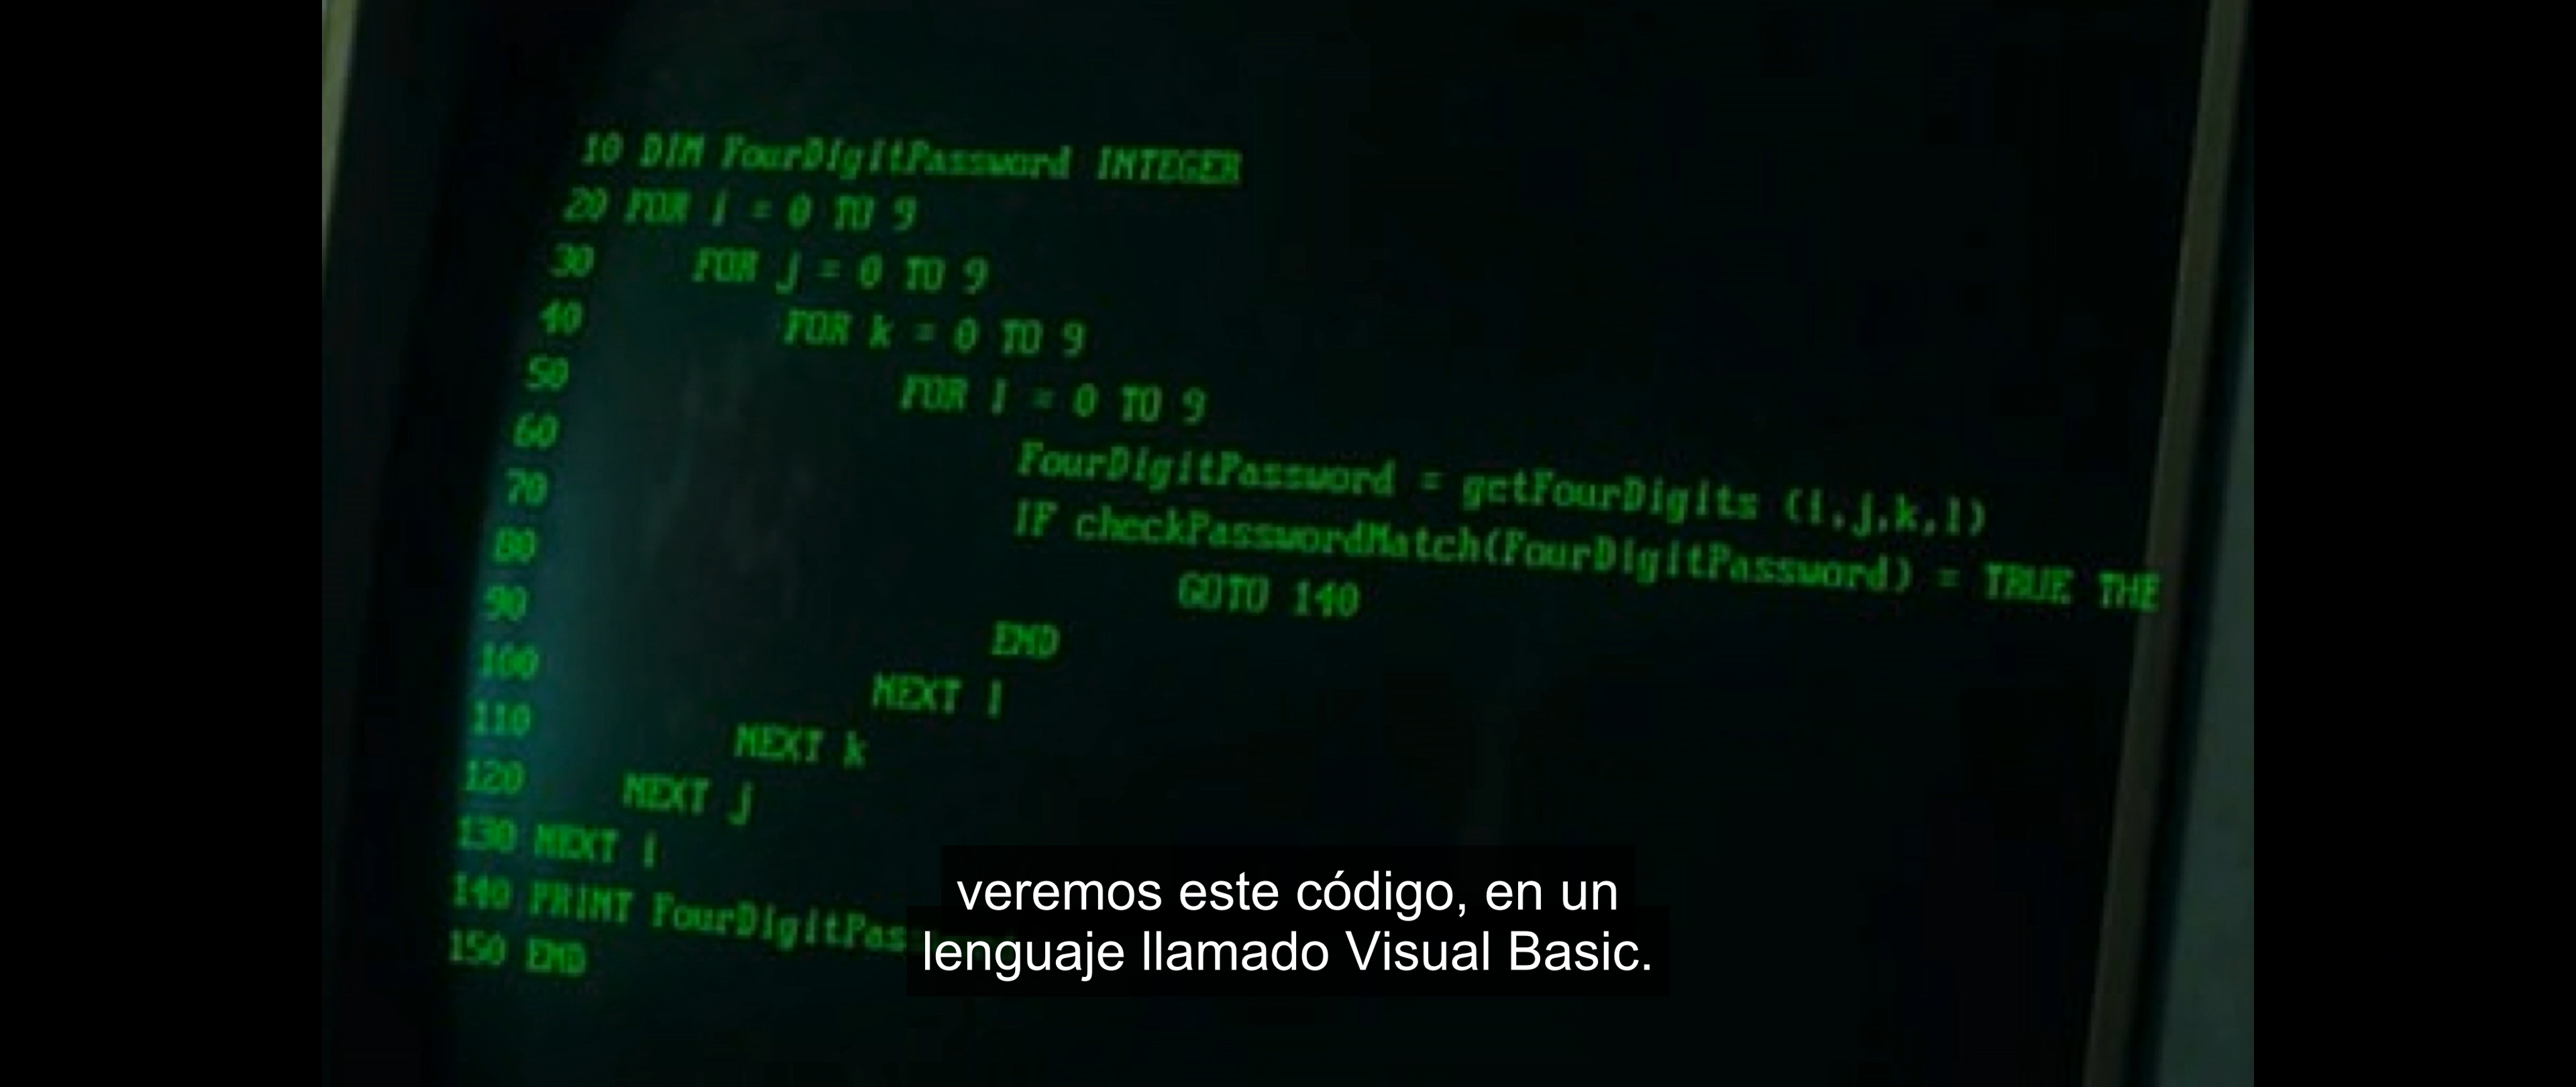 10 DIM FourDigitPassword INTEGER
20 FOR i = 0 TO 9
30 FOR j = 0 TO 9
40 FOR k = 0 TO 9
50 FOR l = 0 TO 9
60 FourDigitPassword = getFourDigits (i,j,k,l)
70 IF checkPasswordMatch(FourDigitPassword) = TRUE THE
80 GOTO 140
90 END
100 NEXT l
110 NEXT k
120 NEXT j
130 NEXT i
140 PRINT FourDigitPas
150 END
veremos este código, en un
lenguaje llamado Visual Basic.